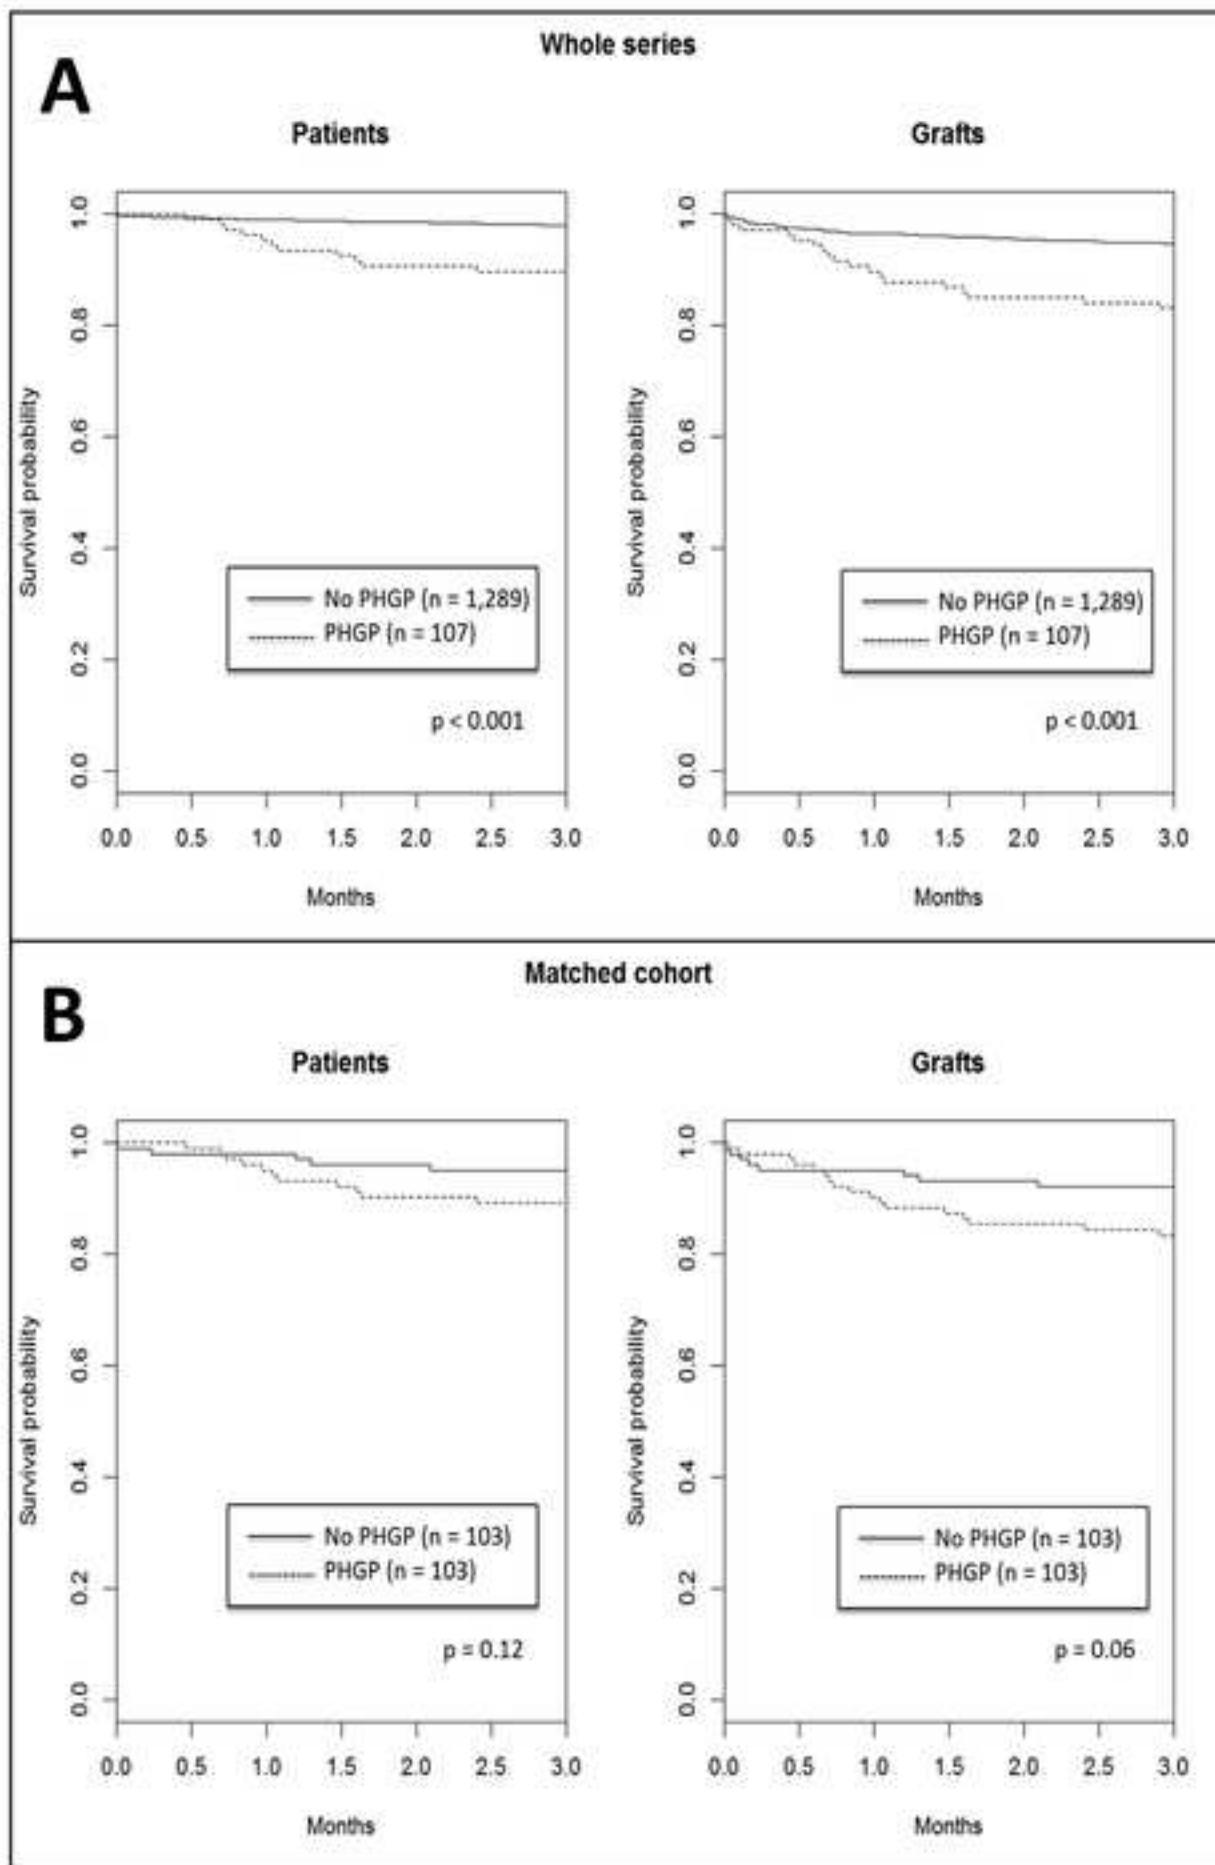 Whole series
A
Patients
Grafts
Survival probability
1.0
0.8
0.6
0.4
0.2
0.0
No PHGP (n = 1,289)
PHGP (n = 107)
p < 0.001
0.0 0.5 1.0 1.5 2.0 2.5 3.0
Months
Survival probability
1.0
0.8
0.6
0.4
0.2
0.0
No PHGP (n = 1,289)
PHGP (n = 107)
p < 0.001
0.0 0.5 1.0 1.5 2.0 2.5 3.0
Months
Matched cohort
B
Patients
Grafts
Survival probability
1.0
0.8
0.6
0.4
0.2
0.0
No PHGP (n = 103)
PHGP (n = 103)
p = 0.12
0.0 0.5 1.0 1.5 2.0 2.5 3.0
Months
Survival probability
1.0
0.8
0.6
0.4
0.2
0.0
No PHGP (n = 103)
PHGP (n = 103)
p = 0.06
0.0 0.5 1.0 1.5 2.0 2.5 3.0
Months